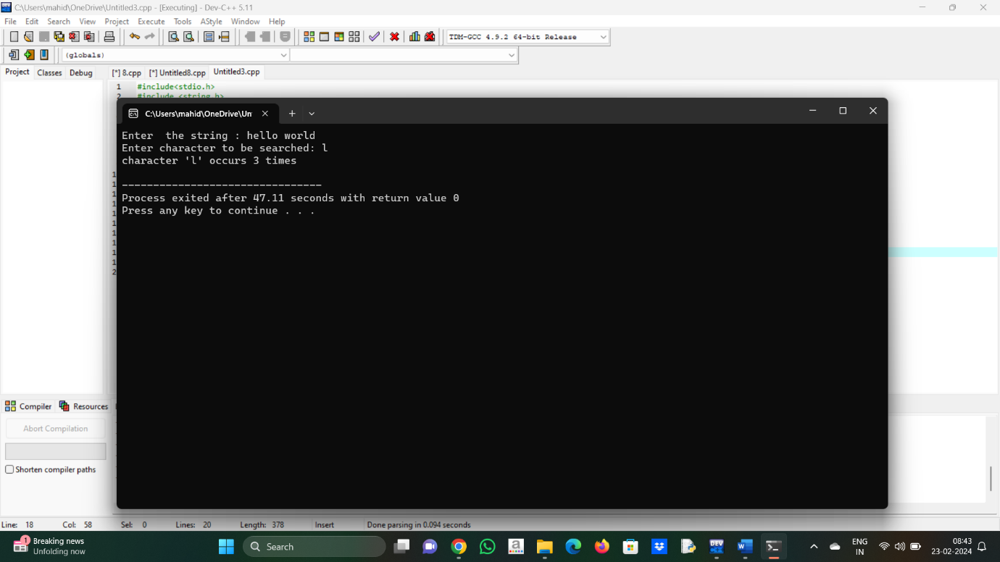 C:\Users\mahid\OneDrive\Untitled3.cpp - [Executing] - Dev-C++ 5.11
File Edit Search View Project Execute Tools AStyle Window Help
TDM-GCC 4.9.2 64-bit Release
(globals)
Project Classes Debug [*] 8.cpp [*] Untitled8.cpp Untitled3.cpp
1 #include<stdio.h>
2 #include <string.h>
C:\Users\mahid\OneDrive\Un
Enter  the string : hello world
Enter character to be searched: l
character 'l' occurs 3 times
--------------------------------
Process exited after 47.11 seconds with return value 0
Press any key to continue . . .
Compiler Resources
Abort Compilation
Shorten compiler paths
Line: 18 Col: 58 Sel: 0 Lines: 20 Length: 378 Insert Done parsing in 0.094 seconds
1 Breaking news
Unfolding now
Search
a
DEV
W
ENG
IN
08:43
23-02-2024